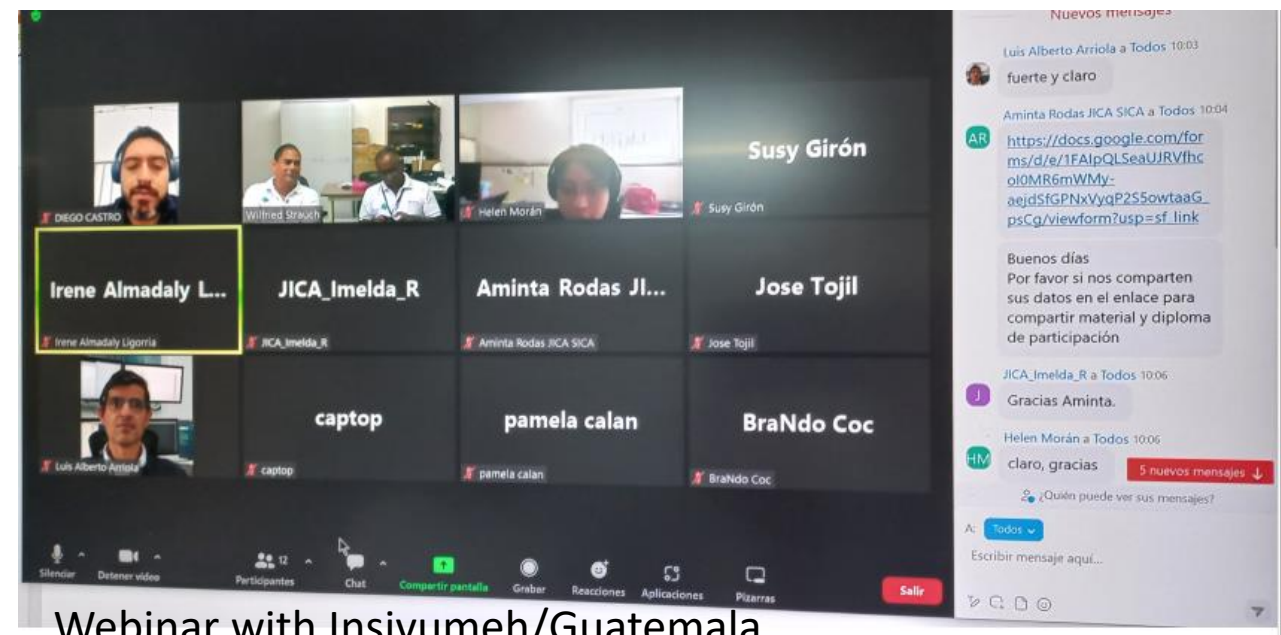 Nuevos mensajes
Luis Alberto Arriola a Todos 10:03
fuerte y claro
Aminta Rodas JICA SICA a Todos 10:04
AR
https://docs.google.com/for
ms/d/e/1FAIpQLSeaUJRVfhc
ol0MR6mWMy-
aejdSfGPNxVyqP2S5owtaaG_
psCg/viewform?usp=sf_link
Buenos días
Por favor si nos comparten
sus datos en el enlace para
compartir material y diploma
de participación
JICA_Imelda_R a Todos 10:06
J
Gracias Aminta.
Helen Morán a Todos 10:06
HM
claro, gracias
5 nuevos mensajes
¿Quién puede ver sus mensajes?
A: Todos
Escribir mensaje aquí...
DIEGO CASTRO
Wilfried Strauch
Helen Morán
Susy Girón
Susy Girón
Irene Almadaly L...
Irene Almadaly Ligorria
JICA_Imelda_R
JICA_Imelda_R
Aminta Rodas JI...
Aminta Rodas JICA SICA
Jose Tojil
Jose Tojil
Luis Alberto Arriola
captop
captop
pamela calan
pamela calan
BraNdo Coc
BraNdo Coc
Silenciar
Detener video
12
Participantes
Chat
Compartir pantalla
Grabar
Reacciones
Aplicaciones
Pizarras
Salir
Webinar with Insivumeh/Guatemala